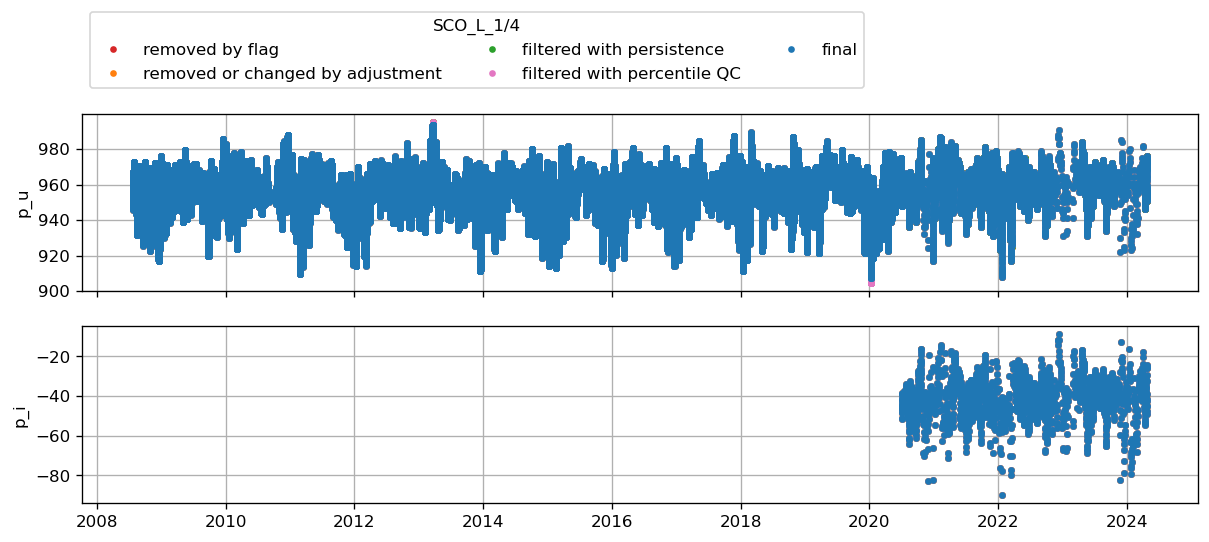 SCO_L_1/4
removed by flag
filtered with persistence
final
removed or changed by adjustment
filtered with percentile QC
p_u
980
960
940
920
900
p_i
−20
−40
−60
−80
2008 2010 2012 2014 2016 2018 2020 2022 2024